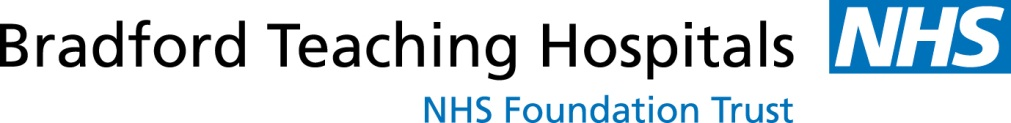 Bradford Teaching Hospitals NHS
NHS Foundation Trust